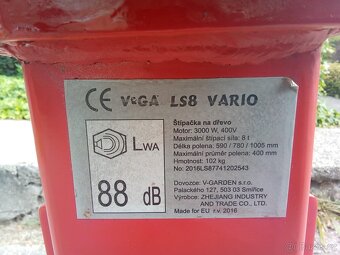 CE VeGA LS8 VARIO
Štípačka na dřevo
Motor: 3000 W, 400V
Maximální štípací síla: 8 t
Délka polena: 590 / 780 / 1005 mm
Maximální průměr polena: 400 mm
Hmotnost: 102 kg
No: 2016LS87741202543
LWA
88 dB
Dovozce: V-GARDEN s.r.o.
Palackého 127, 503 03 Smiřice
Výrobce: ZHEJIANG INDUSTRY
AND TRADE CO., LTD.
Made for EU r.v. 2016